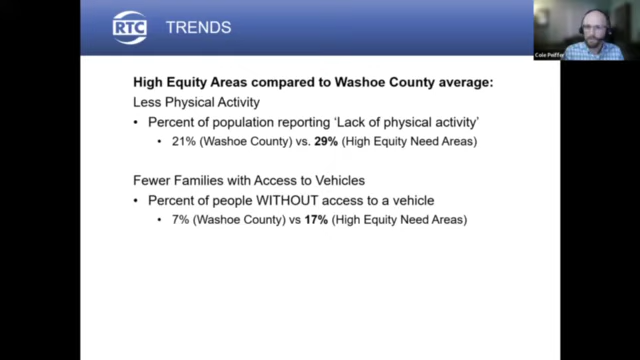 RTC
TRENDS
High Equity Areas compared to Washoe County average:
Less Physical Activity
• Percent of population reporting ‘Lack of physical activity’
• 21% (Washoe County) vs. 29% (High Equity Need Areas)
Fewer Families with Access to Vehicles
• Percent of people WITHOUT access to a vehicle
• 7% (Washoe County) vs 17% (High Equity Need Areas)
Cole Peiffer